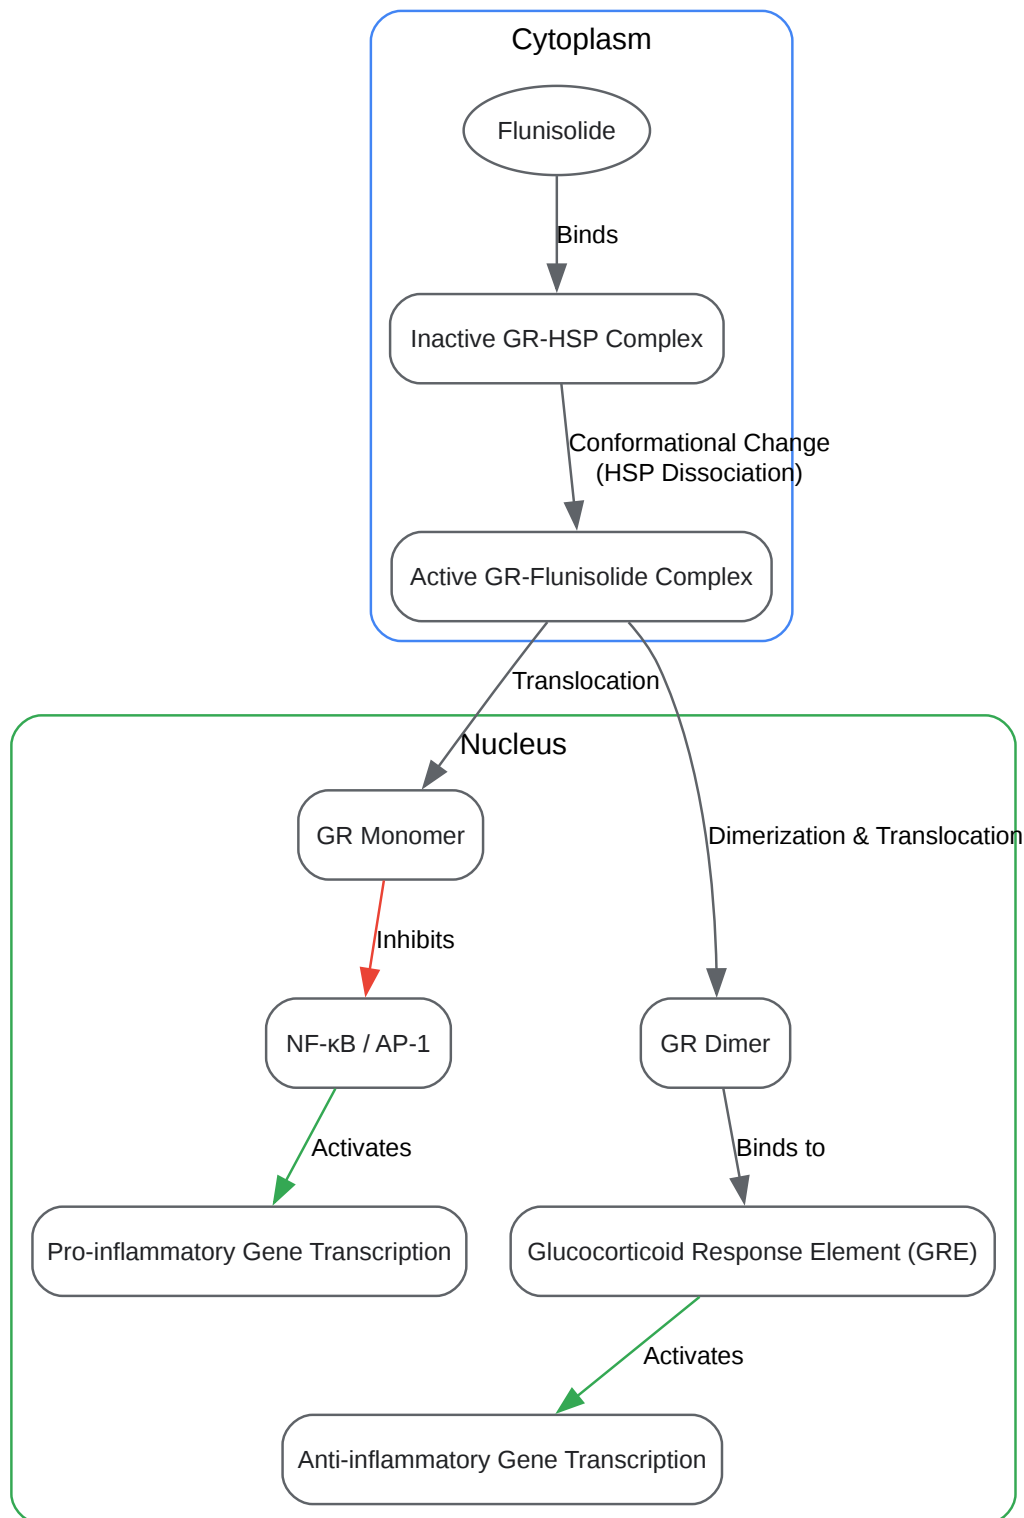 Cytoplasm
Flunisolide
Binds
Inactive GR-HSP Complex
Conformational Change
(HSP Dissociation)
Active GR-Flunisolide Complex
Translocation
Nucleus
GR Monomer
Dimerization & Translocation
Inhibits
NF-κB / AP-1
GR Dimer
Activates
Binds to
Pro-inflammatory Gene Transcription
Glucocorticoid Response Element (GRE)
Activates
Anti-inflammatory Gene Transcription